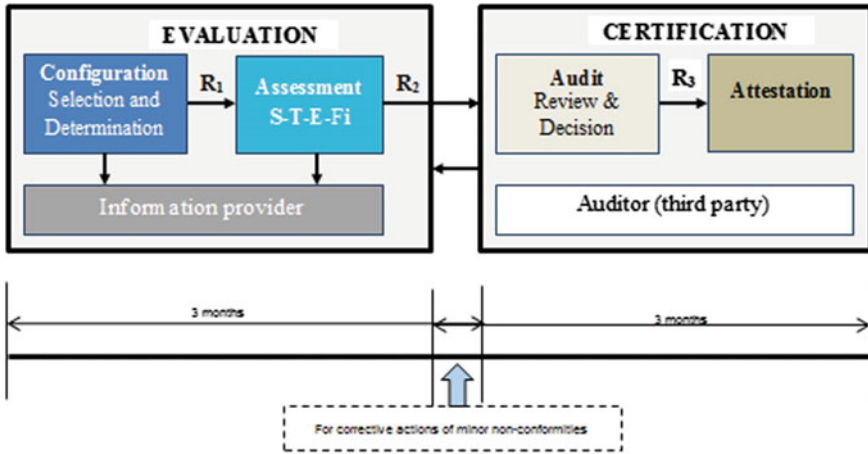 EVALUATION
Configuration
Selection and
Determination
R1
Assessment
S-T-E-Fi
R2
Information provider
CERTIFICATION
Audit
Review &
Decision
R3
Attestation
Auditor (third party)
3 months
3 months
For corrective actions of minor non-conformities